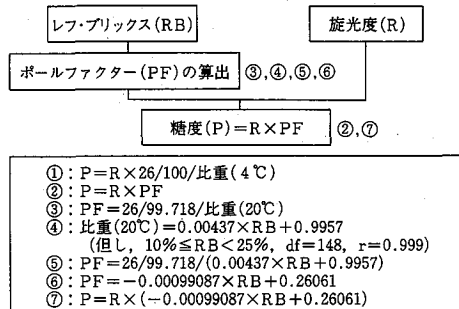 レフ・ブリックス(RB)
旋光度(R)
ポールファクター(PF)の算出 ③,④,⑤,⑥
糖度(P)=R×PF ②,⑦
①:P=R×26/100/比重(4℃)
②:P=R×PF
③:PF=26/99.718/比重(20℃)
④:比重(20℃)=0.00437×RB+0.9957
(但し,10%≦RB<25%,df=148,r=0.999)
⑤:PF=26/99.718/(0.00437×RB+0.9957)
⑥:PF=-0.00099087×RB+0.26061
⑦:P=R×(-0.00099087×RB+0.26061)